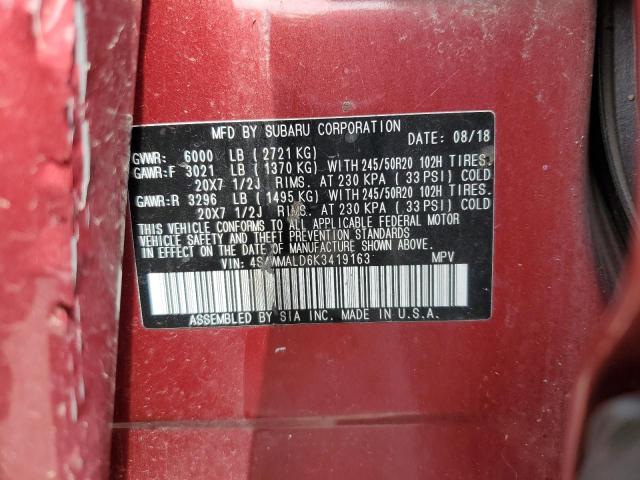 MFD BY SUBARU CORPORATION
DATE: 08/18
GVWR: 6000 LB (2721 KG)
GAWR:F 3021 LB (1370 KG) WITH 245/50R20 102H TIRES.
20X7 1/2J RIMS. AT 230 KPA (33 PSI) COLD
GAWR:R 3296 LB (1495 KG) WITH 245/50R20 102H TIRES.
20X7 1/2J RIMS. AT 230 KPA (33 PSI) COLD
THIS VEHICLE CONFORMS TO ALL APPLICABLE FEDERAL MOTOR
VEHICLE SAFETY AND THEFT PREVENTION STANDARDS
IN EFFECT ON THE DATE OF MANUFACTURE SHOWN ABOVE.
VIN: MPV
ASSEMBLED BY SIA INC. MADE IN U.S.A.